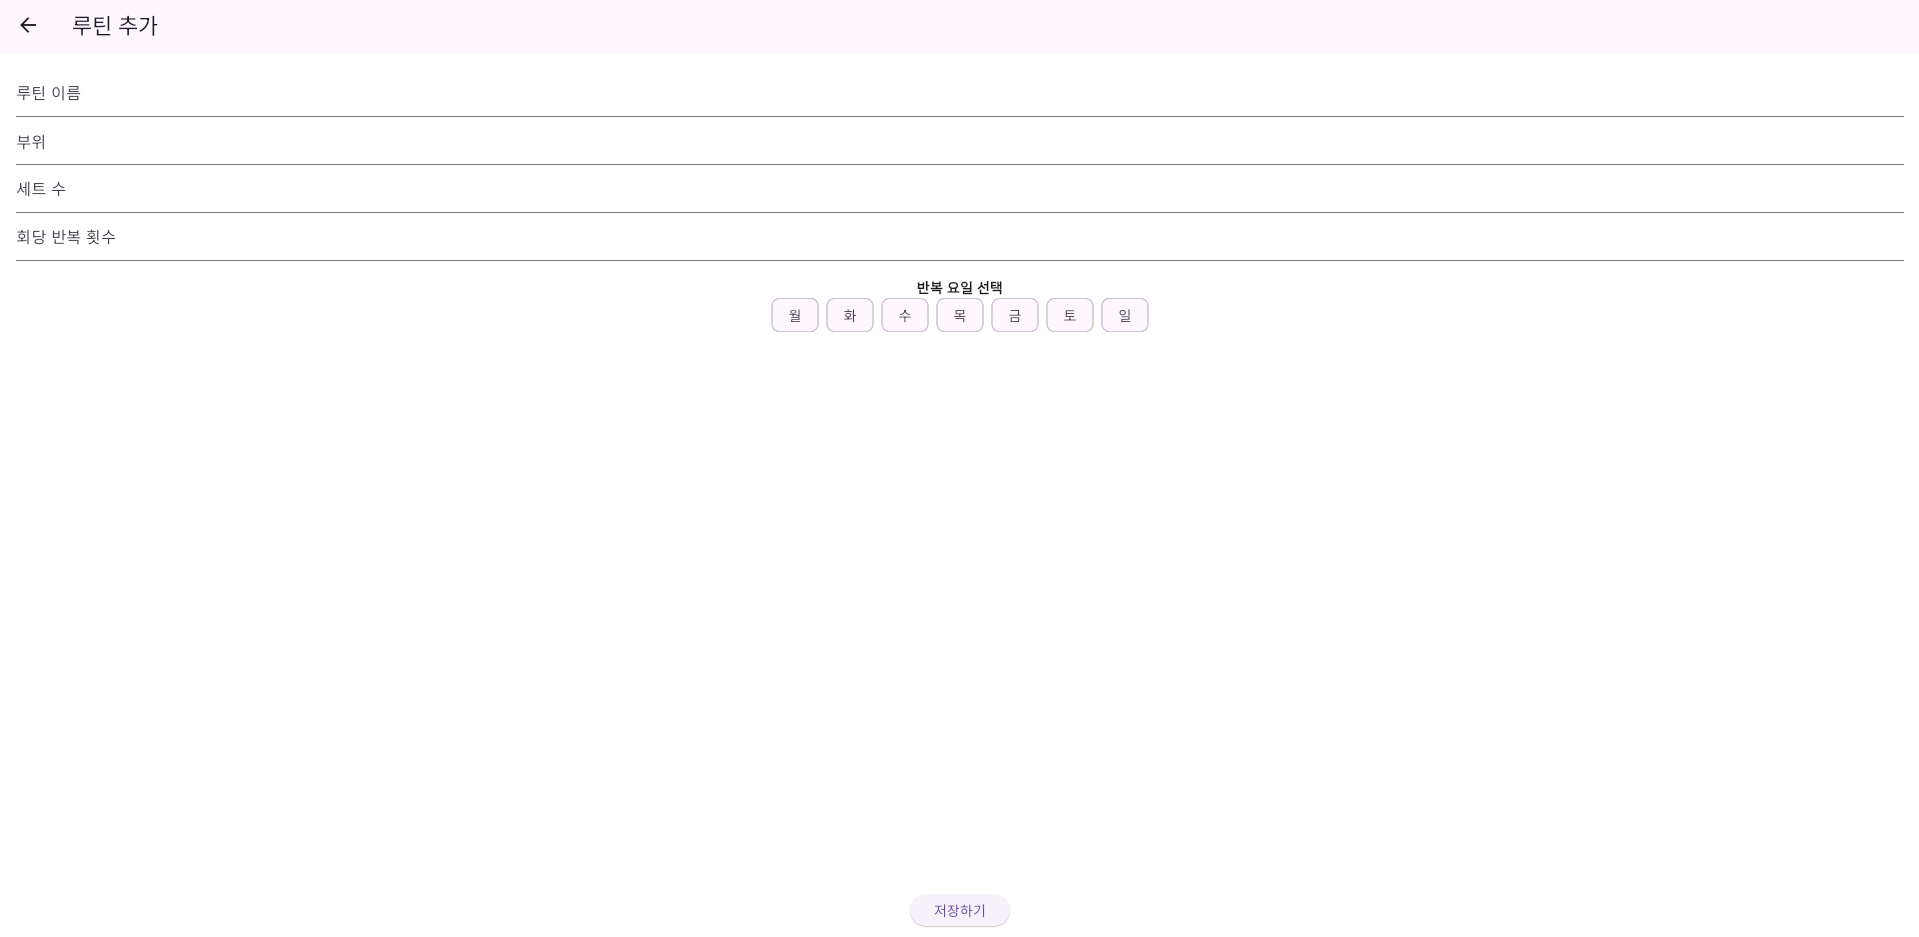 루틴 추가
루틴 이름
부위
세트 수
회당 반복 횟수
반복 요일 선택
월 화 수 목 금 토 일
저장하기